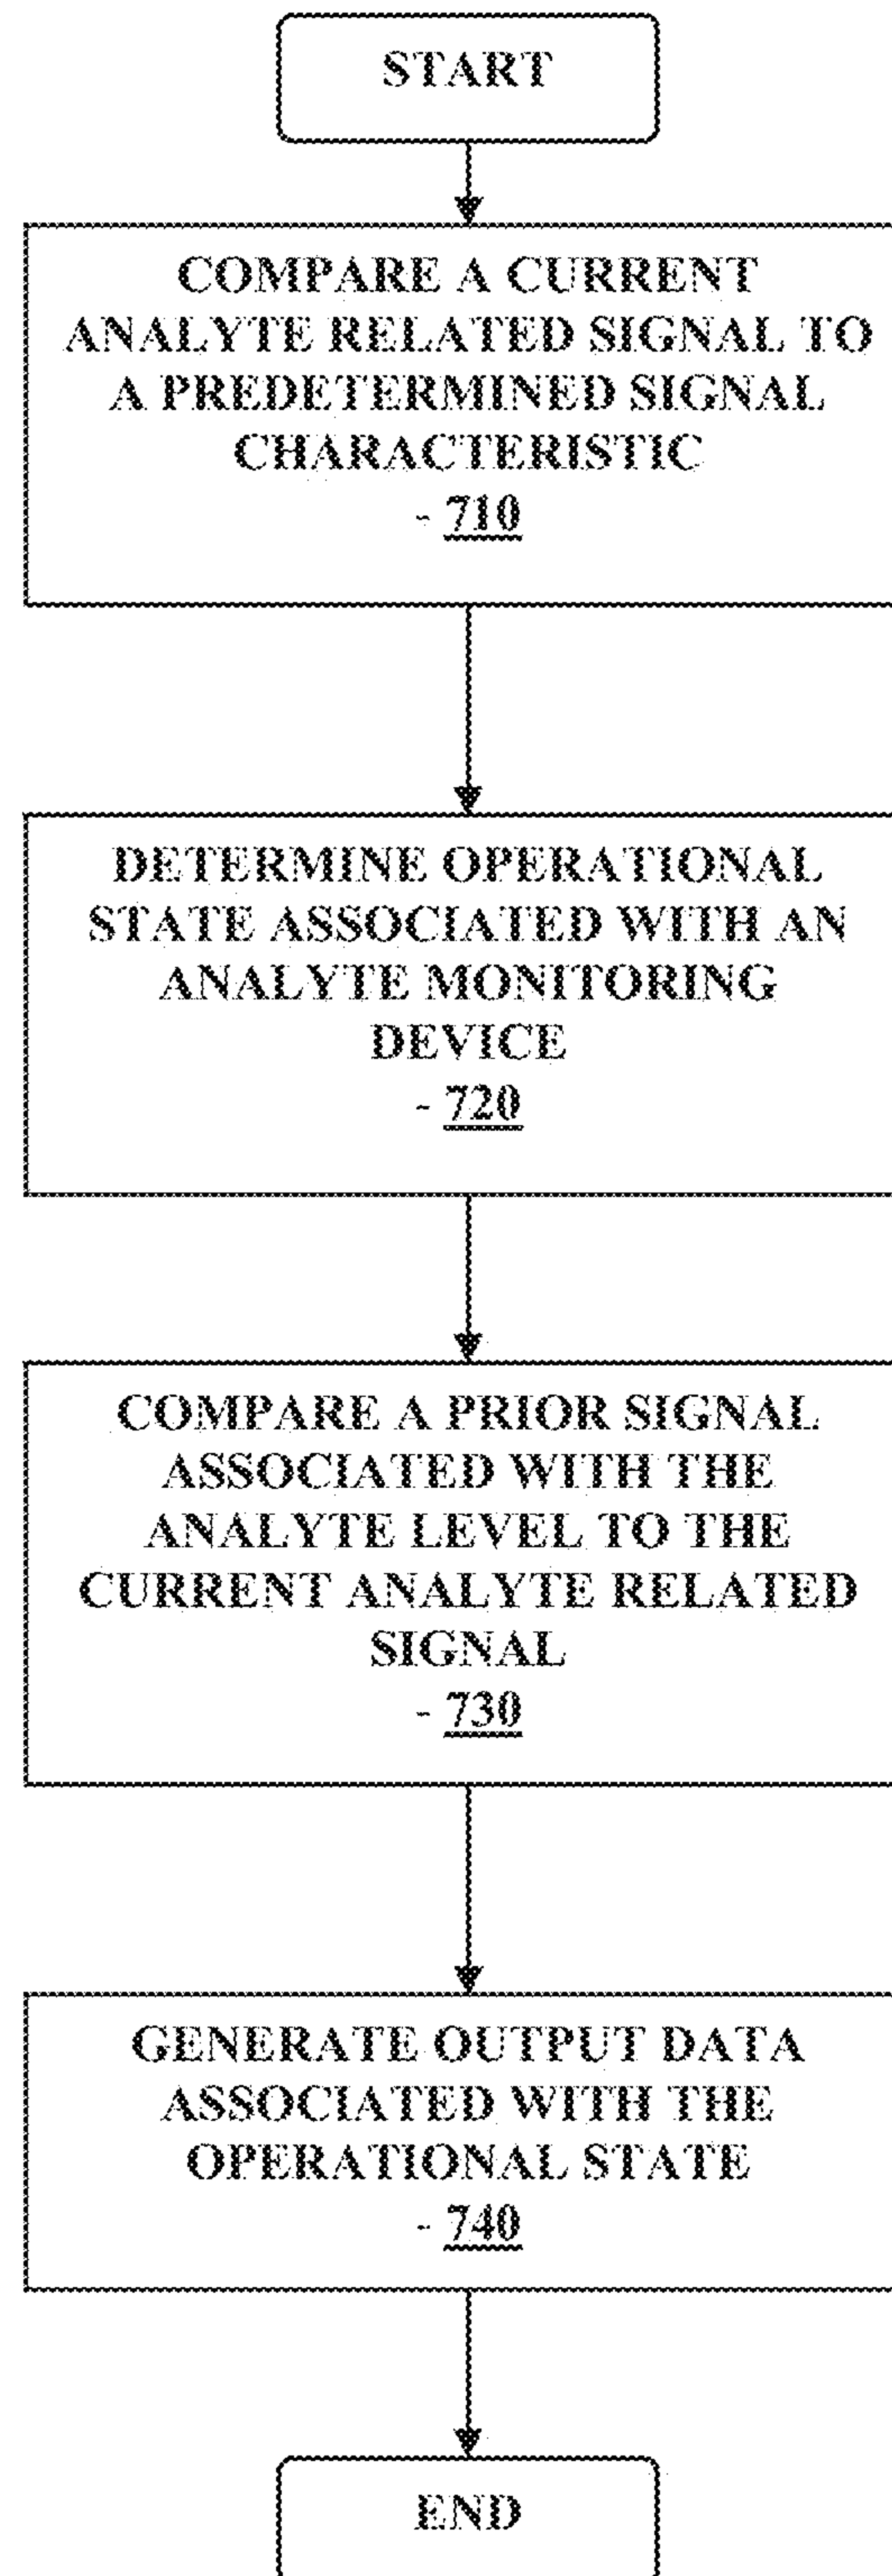 START
COMPARE A CURRENT
ANALYTE RELATED SIGNAL TO
A PREDETERMINED SIGNAL
CHARACTERISTIC
- 710
DETERMINE OPERATIONAL
STATE ASSOCIATED WITH AN
ANALYTE MONITORING
DEVICE
- 720
COMPARE A PRIOR SIGNAL
ASSOCIATED WITH THE
ANALYTE LEVEL TO THE
CURRENT ANALYTE RELATED
SIGNAL
- 730
GENERATE OUTPUT DATA
ASSOCIATED WITH THE
OPERATIONAL STATE
- 740
END